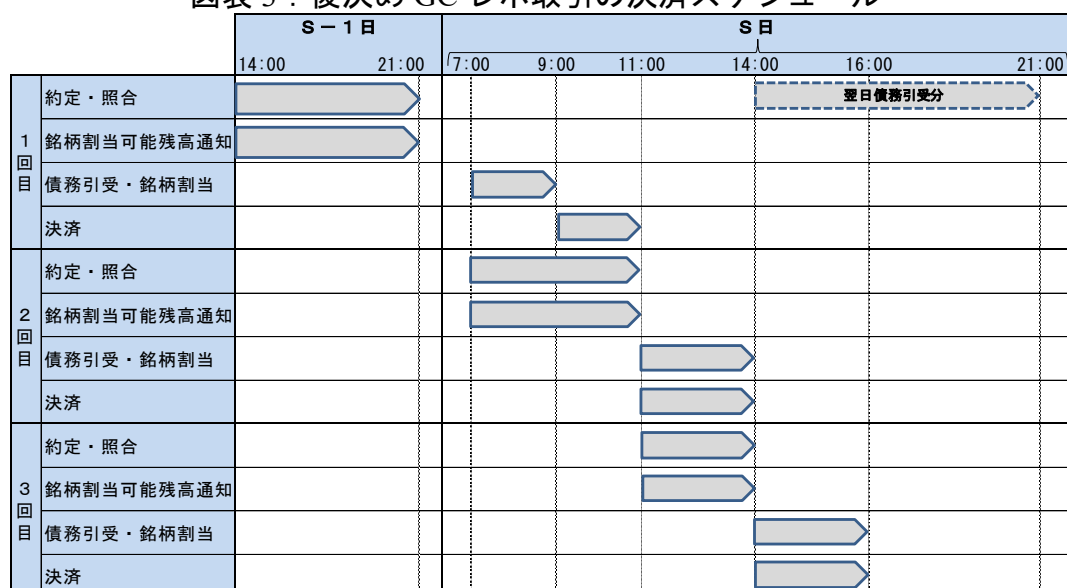 図表 5：後決め GC レポ取引の決済スケジュール
S－1日
S日
14:00 21:00 7:00 9:00 11:00 14:00 16:00 21:00
1回目
約定・照合
翌日債務引受分
銘柄割当可能残高通知
債務引受・銘柄割当
決済
2回目
約定・照合
銘柄割当可能残高通知
債務引受・銘柄割当
決済
3回目
約定・照合
銘柄割当可能残高通知
債務引受・銘柄割当
決済